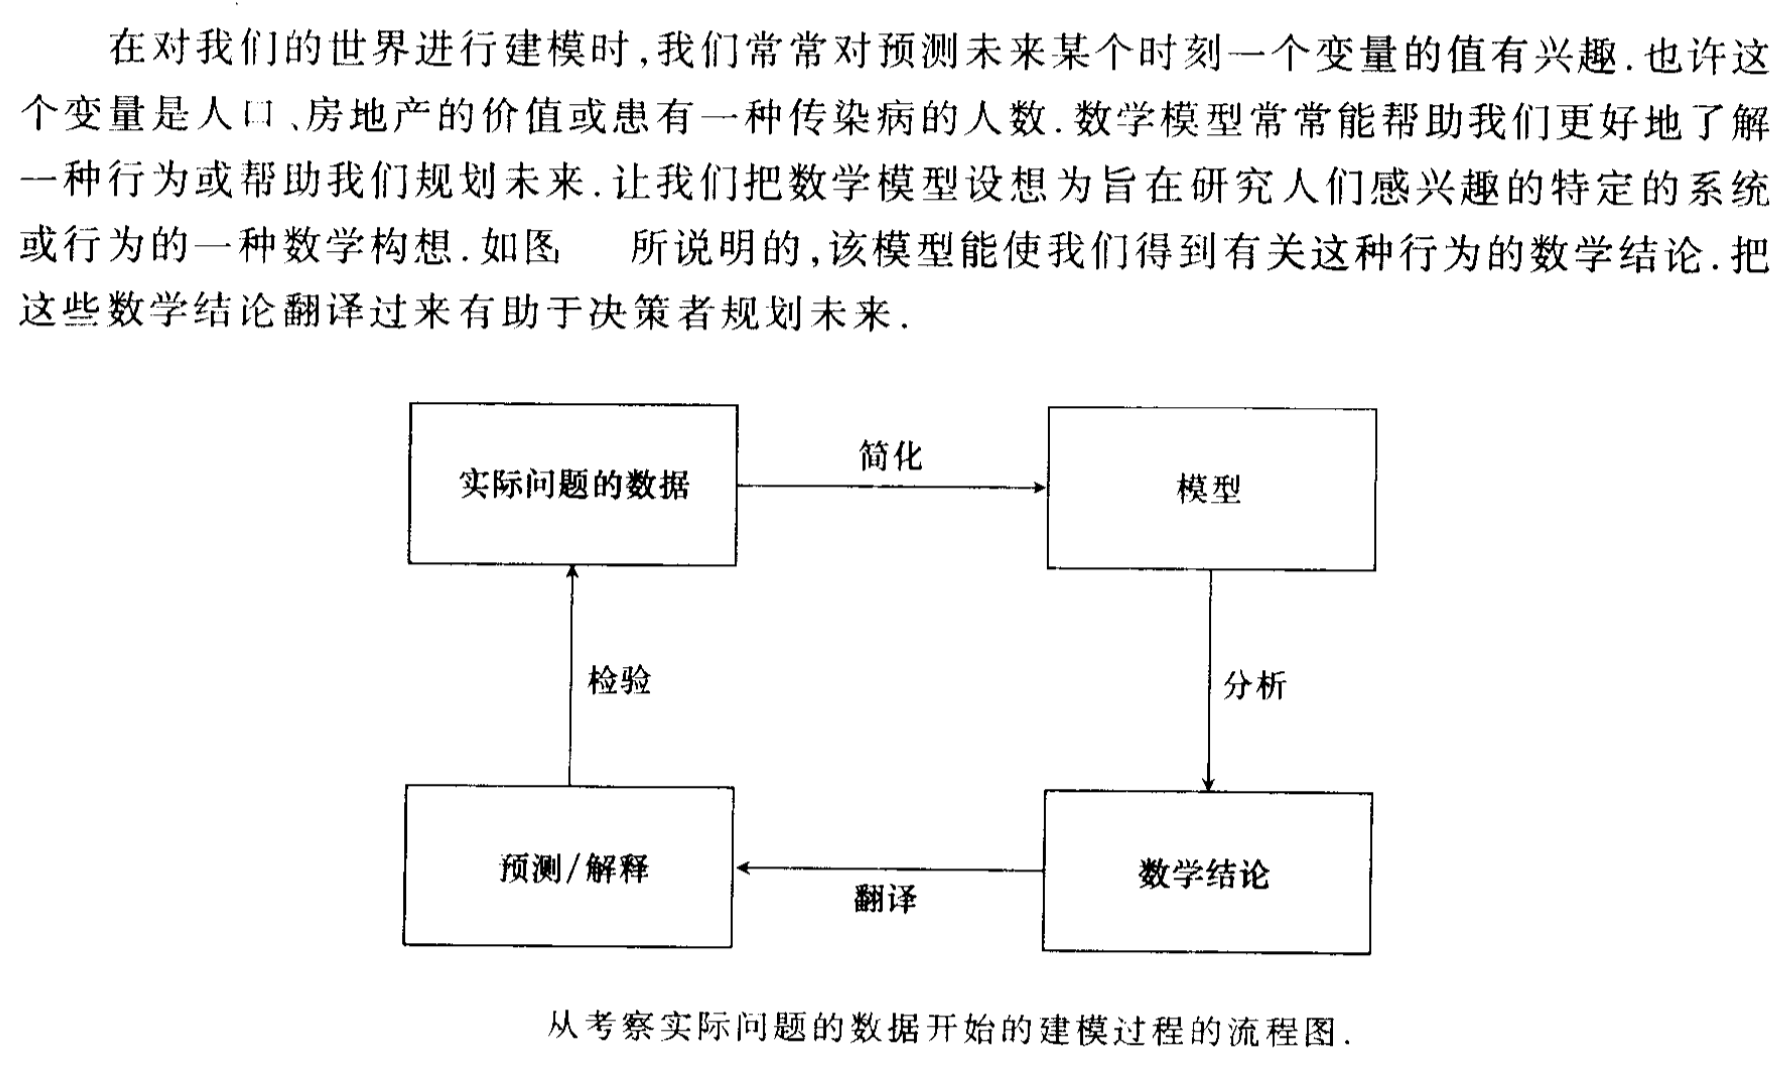 在对我们的世界进行建模时,我们常常对预测未来某个时刻一个变量的值有兴趣.也许这
个变量是人口、房地产的价值或患有一种传染病的人数.数学模型常常能帮助我们更好地了解
一种行为或帮助我们规划未来.让我们把数学模型设想为旨在研究人们感兴趣的特定的系统
或行为的一种数学构想.如图 所说明的,该模型能使我们得到有关这种行为的数学结论.把
这些数学结论翻译过来有助于决策者规划未来.
实际问题的数据
简化
模型
检验
分析
预测/解释
翻译
数学结论
从考察实际问题的数据开始的建模过程的流程图.